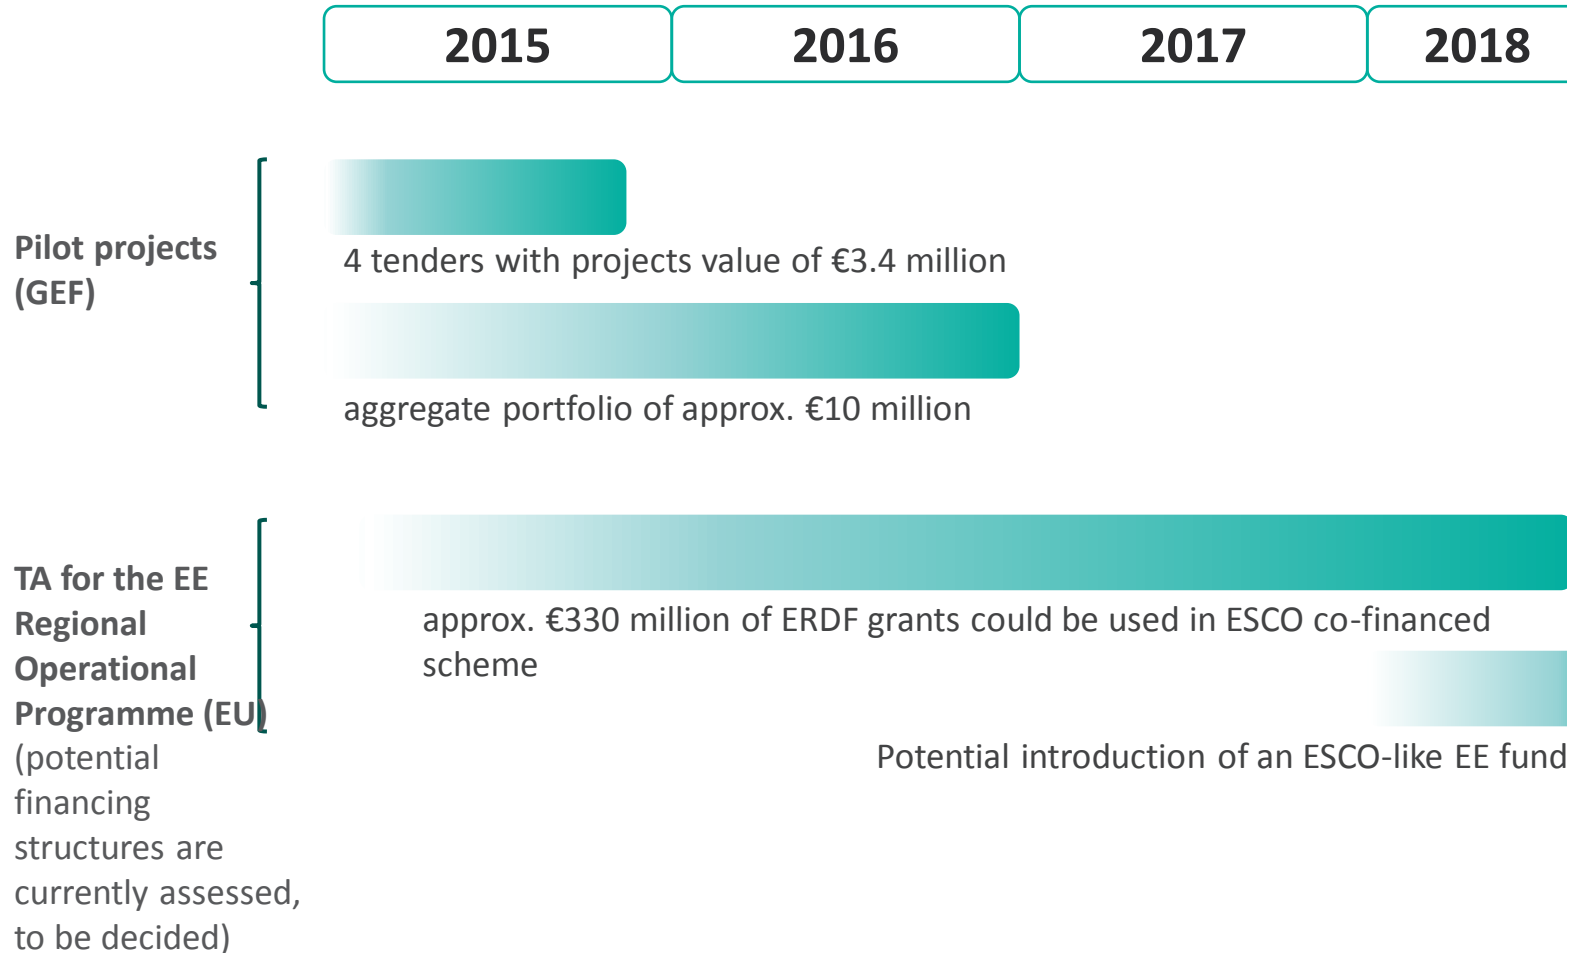 2015 2016 2017 2018
Pilot projects
(GEF)
4 tenders with projects value of €3.4 million
aggregate portfolio of approx. €10 million
TA for the EE
Regional
Operational
Programme (EU)
(potential
financing
structures are
currently assessed,
to be decided)
approx. €330 million of ERDF grants could be used in ESCO co-financed
scheme
Potential introduction of an ESCO-like EE fund